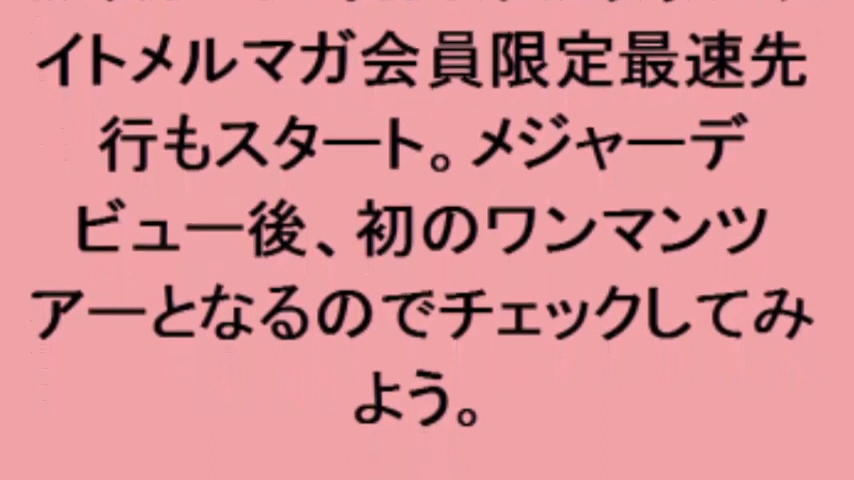 イトメルマガ会員限定最速先
行もスタート。メジャーデ
ビュー後、初のワンマンツ
アーとなるのでチェックしてみ
よう。